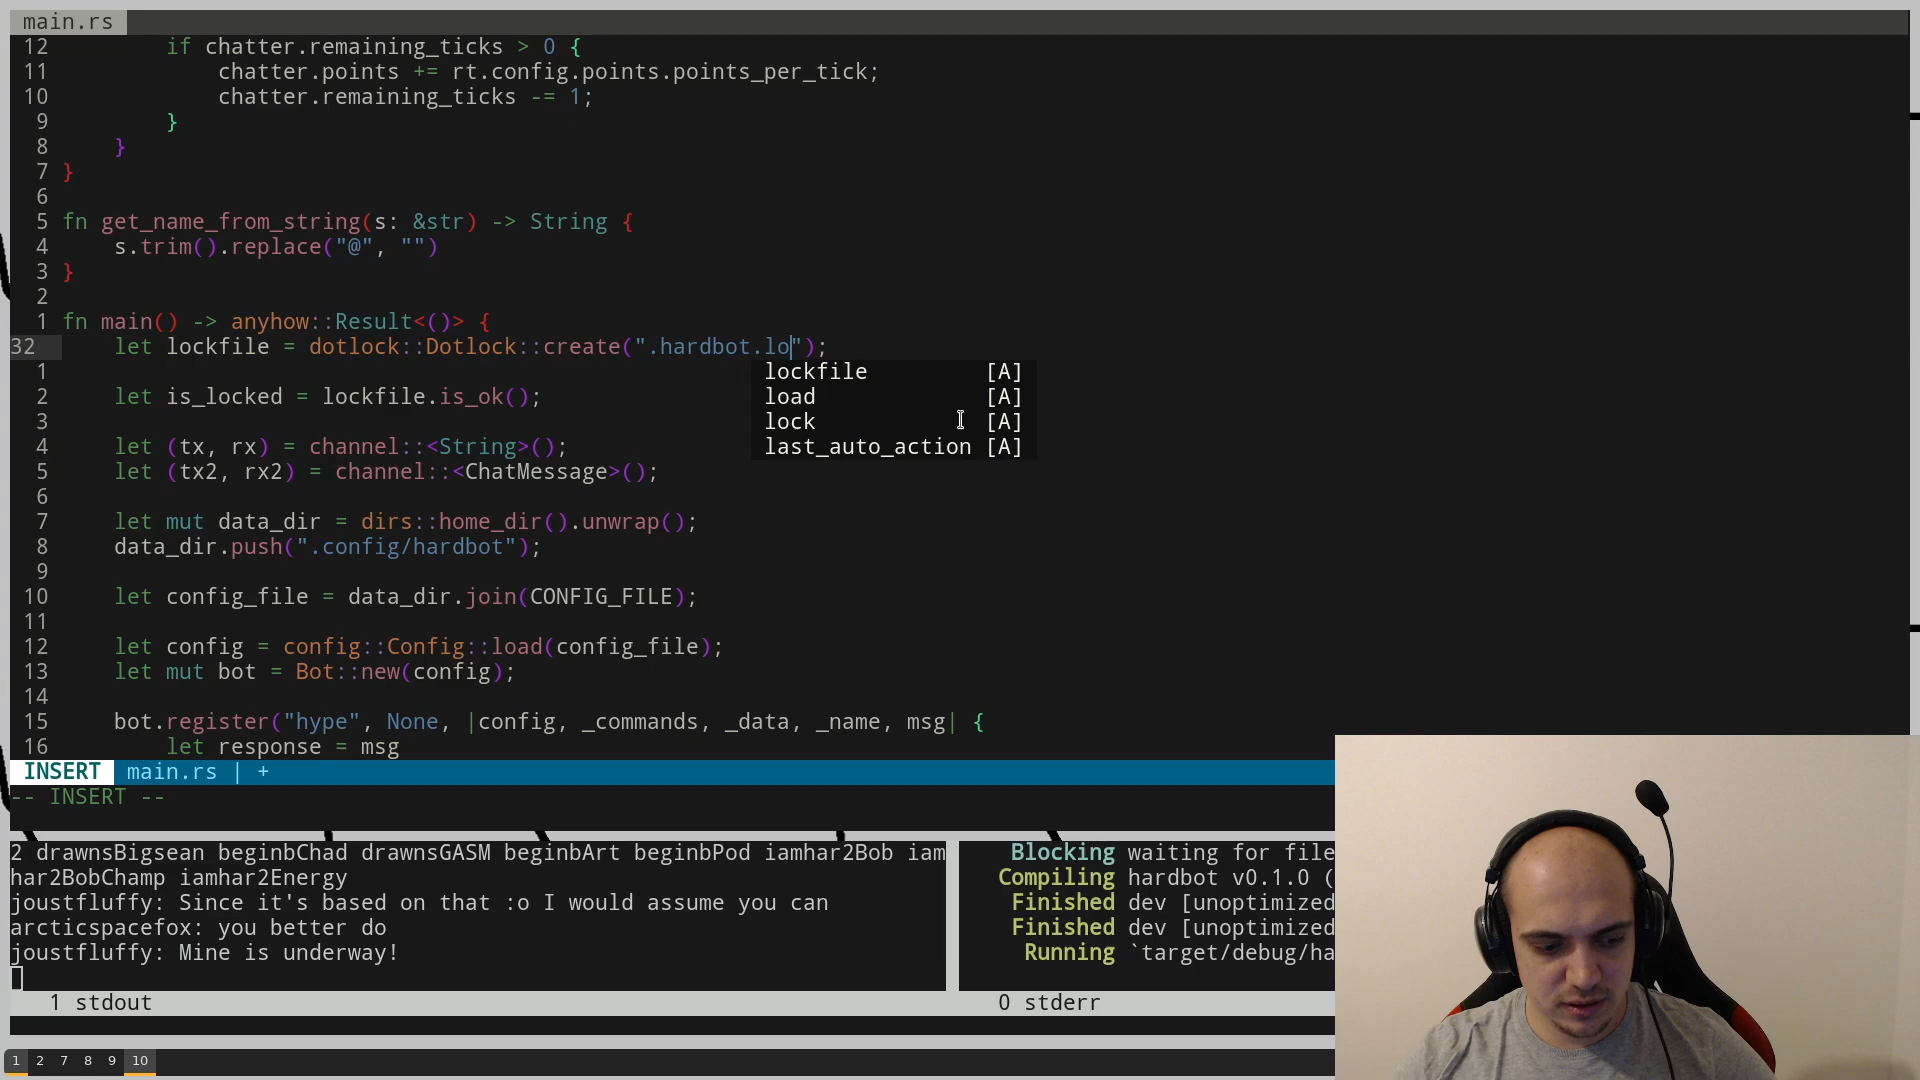 main.rs
12 if chatter.remaining_ticks > 0 {
11 chatter.points += rt.config.points.points_per_tick;
10 chatter.remaining_ticks -= 1;
9 }
8 }
7 }
6
5 fn get_name_from_string(s: &str) -> String {
4 s.trim().replace("@", "")
3 }
2
1 fn main() -> anyhow::Result<()> {
32 let lockfile = dotlock::Dotlock::create(".hardbot.lo");
1 lockfile [A]
2 let is_locked = lockfile.is_ok(); load [A]
3 lock [A]
4 let (tx, rx) = channel::<String>(); last_auto_action [A]
5 let (tx2, rx2) = channel::<ChatMessage>();
6
7 let mut data_dir = dirs::home_dir().unwrap();
8 data_dir.push(".config/hardbot");
9
10 let config_file = data_dir.join(CONFIG_FILE);
11
12 let config = config::Config::load(config_file);
13 let mut bot = Bot::new(config);
14
15 bot.register("hype", None, |config, _commands, _data, _name, msg| {
16 let response = msg
INSERT main.rs | +
-- INSERT --
2 drawnsBigsean beginbChad drawnsGASM beginbArt beginbPod iamhar2Bob iam
har2BobChamp iamhar2Energy
joustfluffy: Since it's based on that :o I would assume you can
arcticspacefox: you better do
joustfluffy: Mine is underway!
1 stdout
Blocking waiting for file
Compiling hardbot v0.1.0 (
Finished dev [unoptimized
Finished dev [unoptimized
Running `target/debug/ha
0 stderr
1 2 7 8 9 10